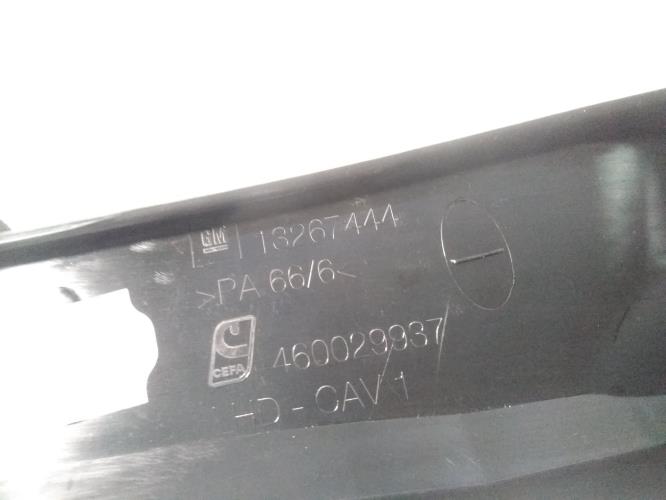 GM 13267444
>PA 66/6<
CEFA 460029937
HD-CAV 1